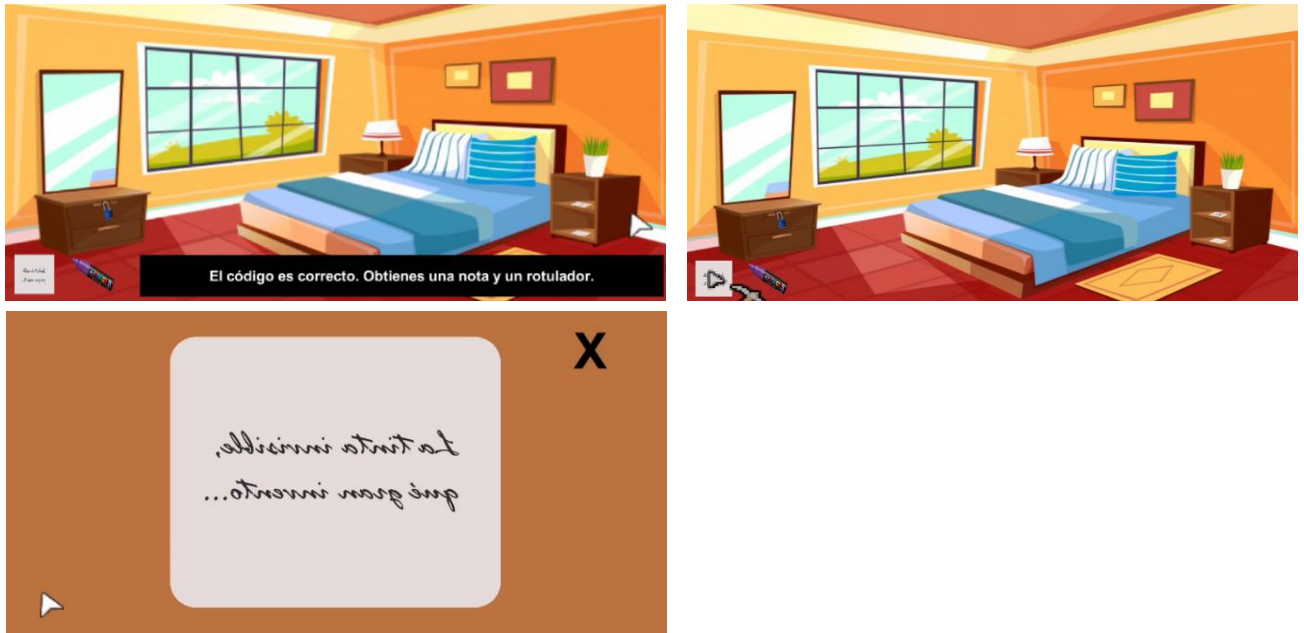 El código es correcto. Obtienes una nota y un rotulador.
X
La tinta invisible,
qué gran invento...